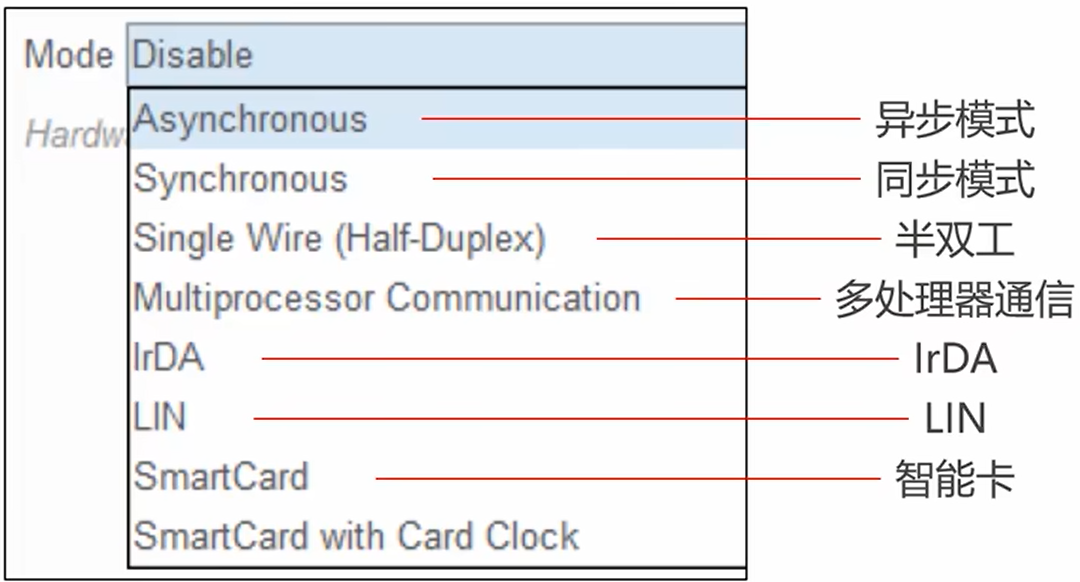 Mode Disable
Asynchronous 异步模式
Hardw
Synchronous 同步模式
Single Wire (Half-Duplex) 半双工
Multiprocessor Communication 多处理器通信
IrDA IrDA
LIN LIN
SmartCard 智能卡
SmartCard with Card Clock